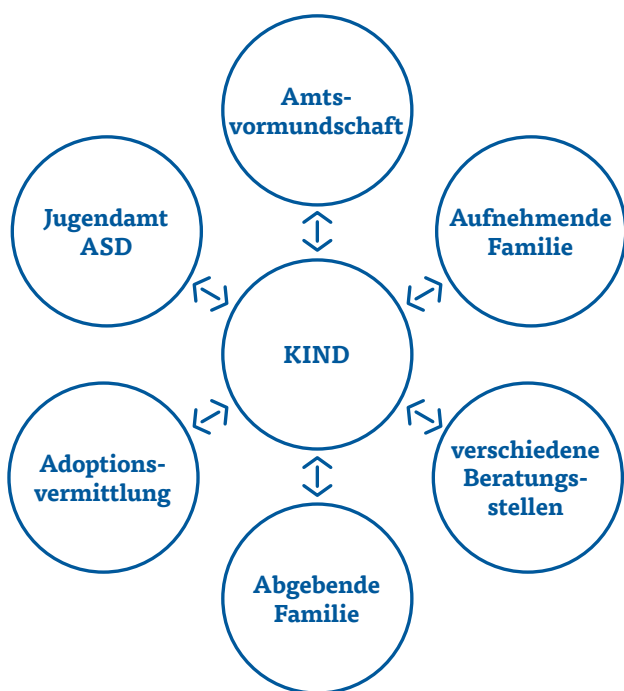 Amts-
vormundschaft
Jugendamt
ASD
Aufnehmende
Familie
KIND
Adoptions-
vermittlung
verschiedene
Beratungs-
stellen
Abgebende
Familie